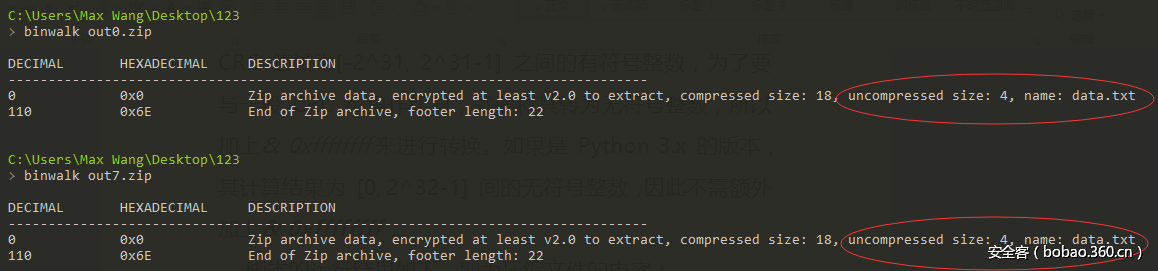 C:\Users\Max Wang\Desktop\123
> binwalk out0.zip
DECIMAL HEXADECIMAL DESCRIPTION
--------------------------------------------------------------------------------
0 0x0 Zip archive data, encrypted at least v2.0 to extract, compressed size: 18, uncompressed size: 4, name: data.txt
110 0x6E End of Zip archive, footer length: 22
C:\Users\Max Wang\Desktop\123
> binwalk out7.zip
DECIMAL HEXADECIMAL DESCRIPTION
--------------------------------------------------------------------------------
0 0x0 Zip archive data, encrypted at least v2.0 to extract, compressed size: 18, uncompressed size: 4, name: data.txt
110 0x6E End of Zip archive, footer length: 22
安全客（bobao.360.cn）